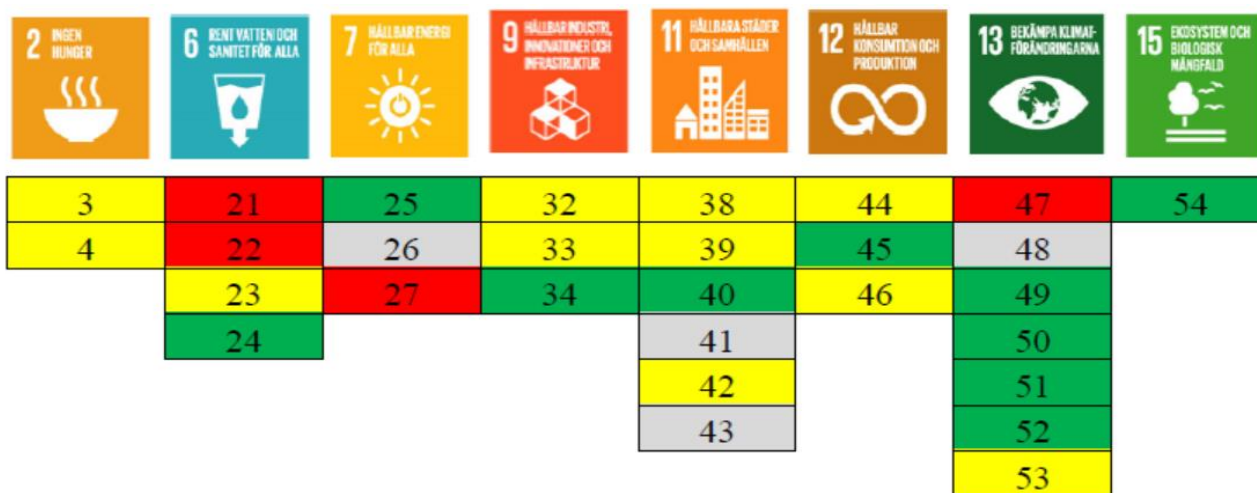 2 INGEN
HUNGER
6 RENT VATTEN OCH
SANITET FÖR ALLA
7 HÅLLBAR ENERGI
FÖR ALLA
9 HÅLLBAR INDUSTRI,
INNOVATIONER OCH
INFRASTRUKTUR
11 HÅLLBARA STÄDER
OCH SAMHÄLLEN
12 HÅLLBAR
KONSUMTION OCH
PRODUKTION
13 BEKÄMPA KLIMAT-
FÖRÄNDRINGARNA
15 EKOSYSTEM OCH
BIOLOGISK
MÅNGFALD
3 21 25 32 38 44 47 54
4 22 26 33 39 45 48
23 27 34 40 46 49
24 41 50
42 51
43 52
53